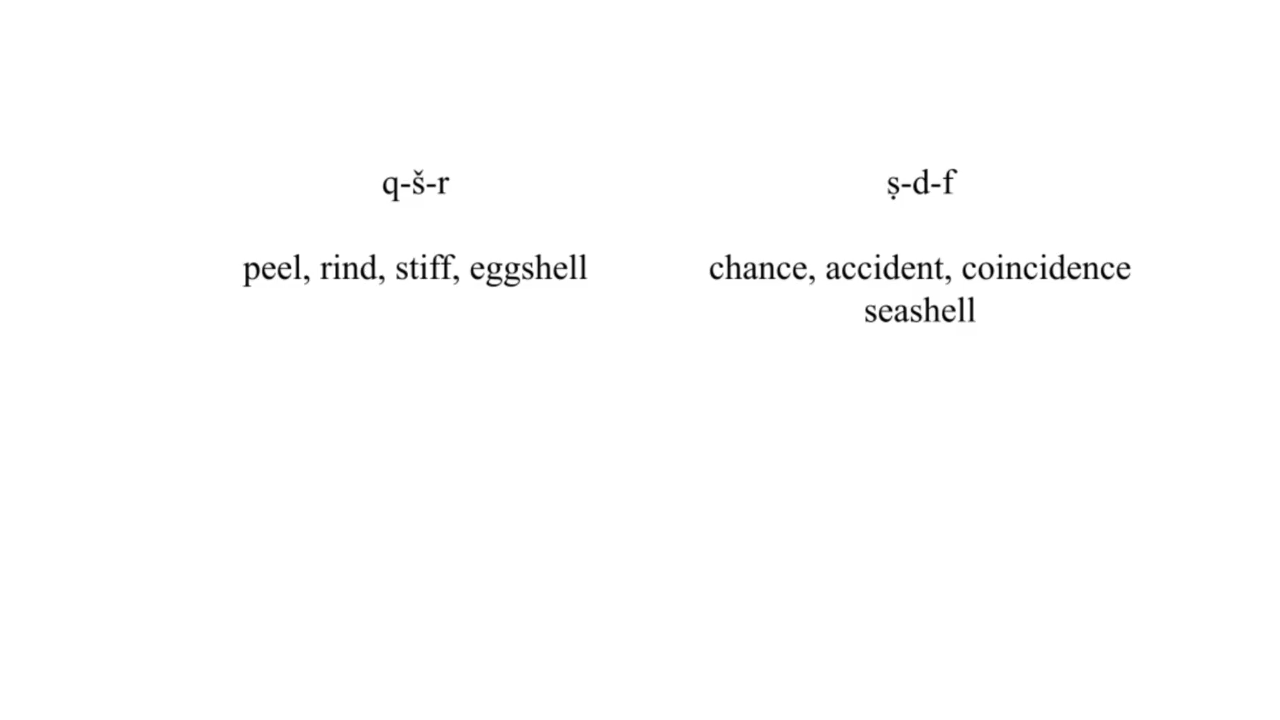 q-š-r
peel, rind, stiff, eggshell
ṣ-d-f
chance, accident, coincidence
seashell